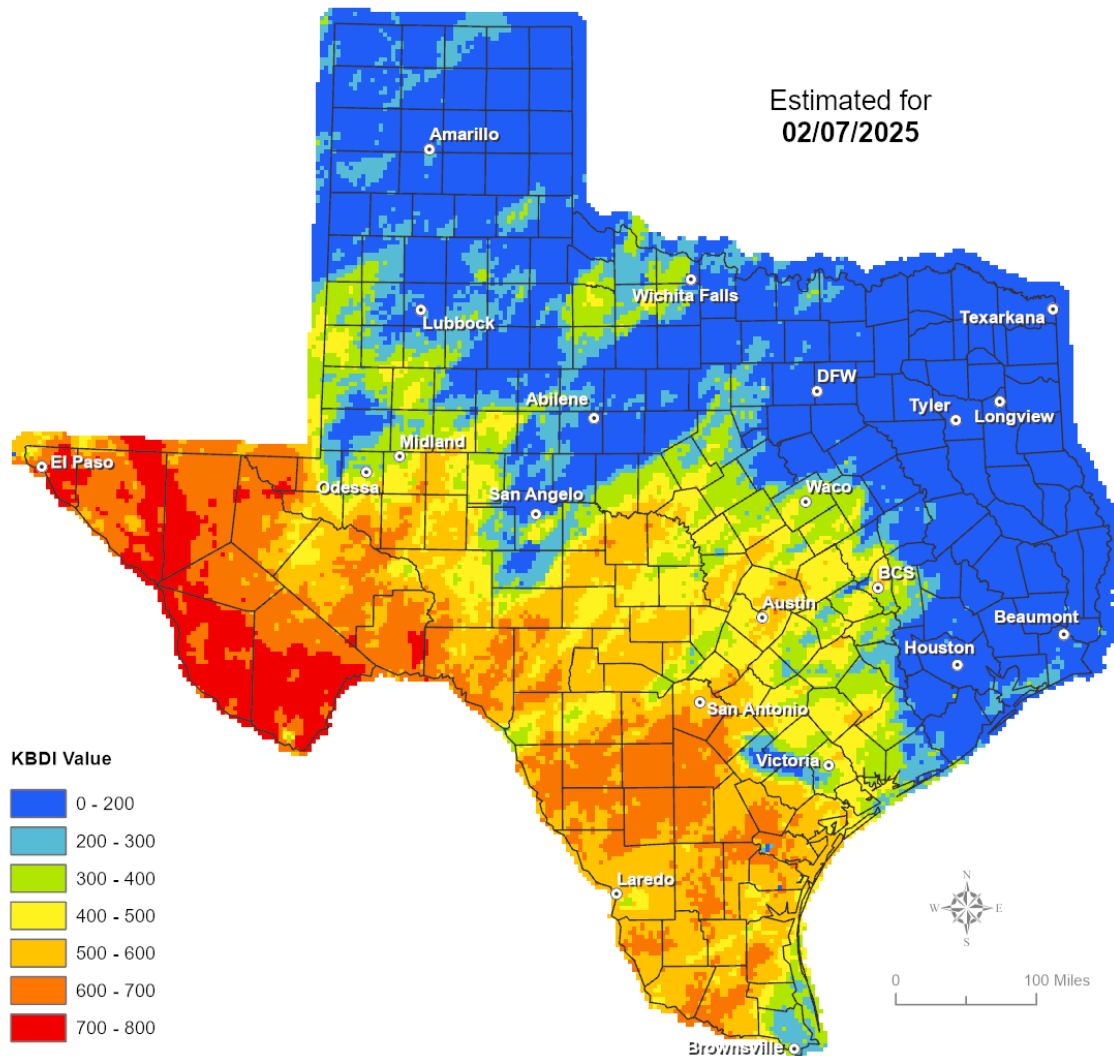 Estimated for
02/07/2025
Amarillo
Wichita Falls
Lubbock
Texarkana
DFW
Abilene
Tyler
Longview
Midland
El Paso
Odessa
San Angelo
Waco
BCS
Austin
Beaumont
Houston
San Antonio
Victoria
Laredo
Brownsville
KBDI Value
0 - 200
200 - 300
300 - 400
400 - 500
500 - 600
600 - 700
700 - 800
N
W E
S
0 100 Miles